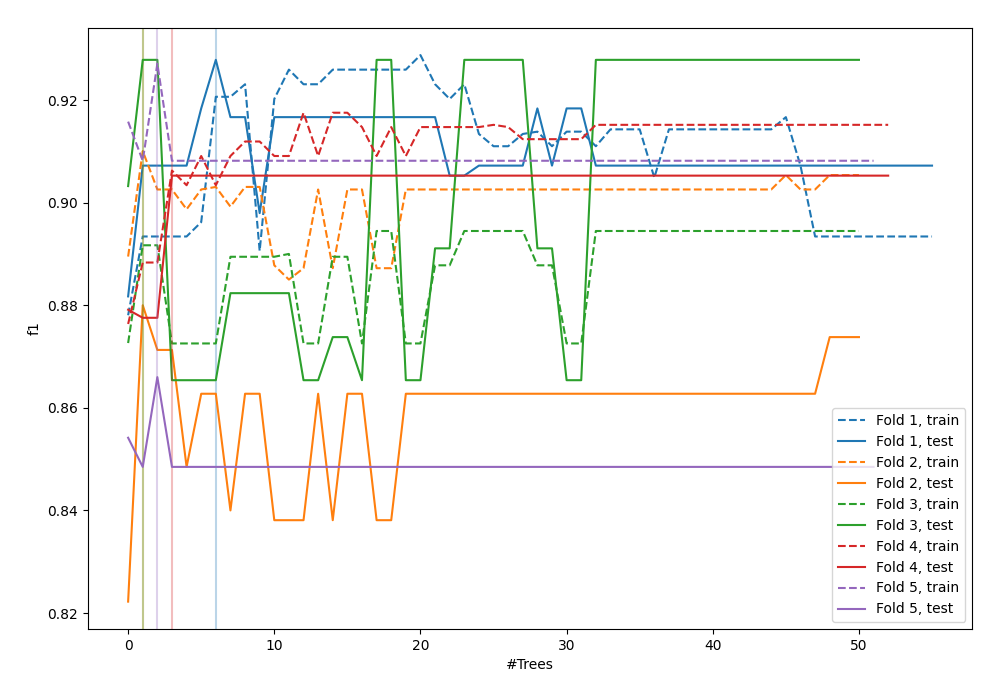 0.92
0.90
0.88
0.86
0.84
0.82
f1
0
10
20
30
40
50
#Trees
Fold 1, train
Fold 1, test
Fold 2, train
Fold 2, test
Fold 3, train
Fold 3, test
Fold 4, train
Fold 4, test
Fold 5, train
Fold 5, test